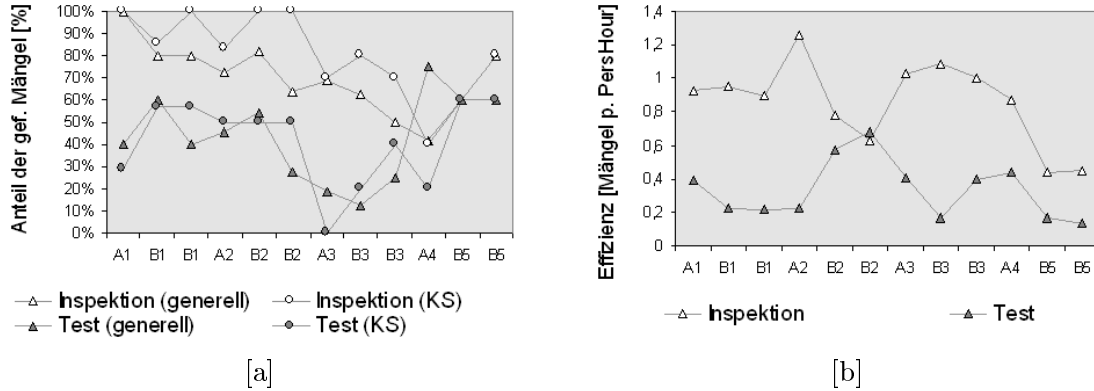 Anteil der gef. Mängel [%]
100%
90%
80%
70%
60%
50%
40%
30%
20%
10%
0%
A1 B1 B1 A2 B2 B2 A3 B3 B3 A4 B5 B5
Inspektion (generell) Inspektion (KS)
Test (generell) Test (KS)
[a]
Effizienz [Mängel p. PersHour]
1,4
1,2
1
0,8
0,6
0,4
0,2
0
A1 B1 B1 A2 B2 B2 A3 B3 B3 A4 B5 B5
Inspektion Test
[b]